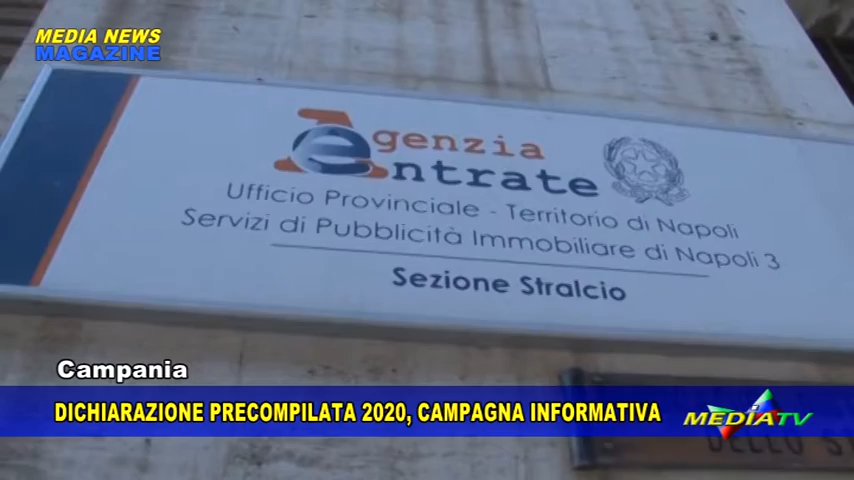 MEDIA NEWS
MAGAZINE
Agenzia
Entrate
Ufficio Provinciale - Territorio di Napoli
Servizi di Pubblicità Immobiliare di Napoli 3
Sezione Stralcio
Campania
DICHIARAZIONE PRECOMPILATA 2020, CAMPAGNA INFORMATIVA
MEDIATV